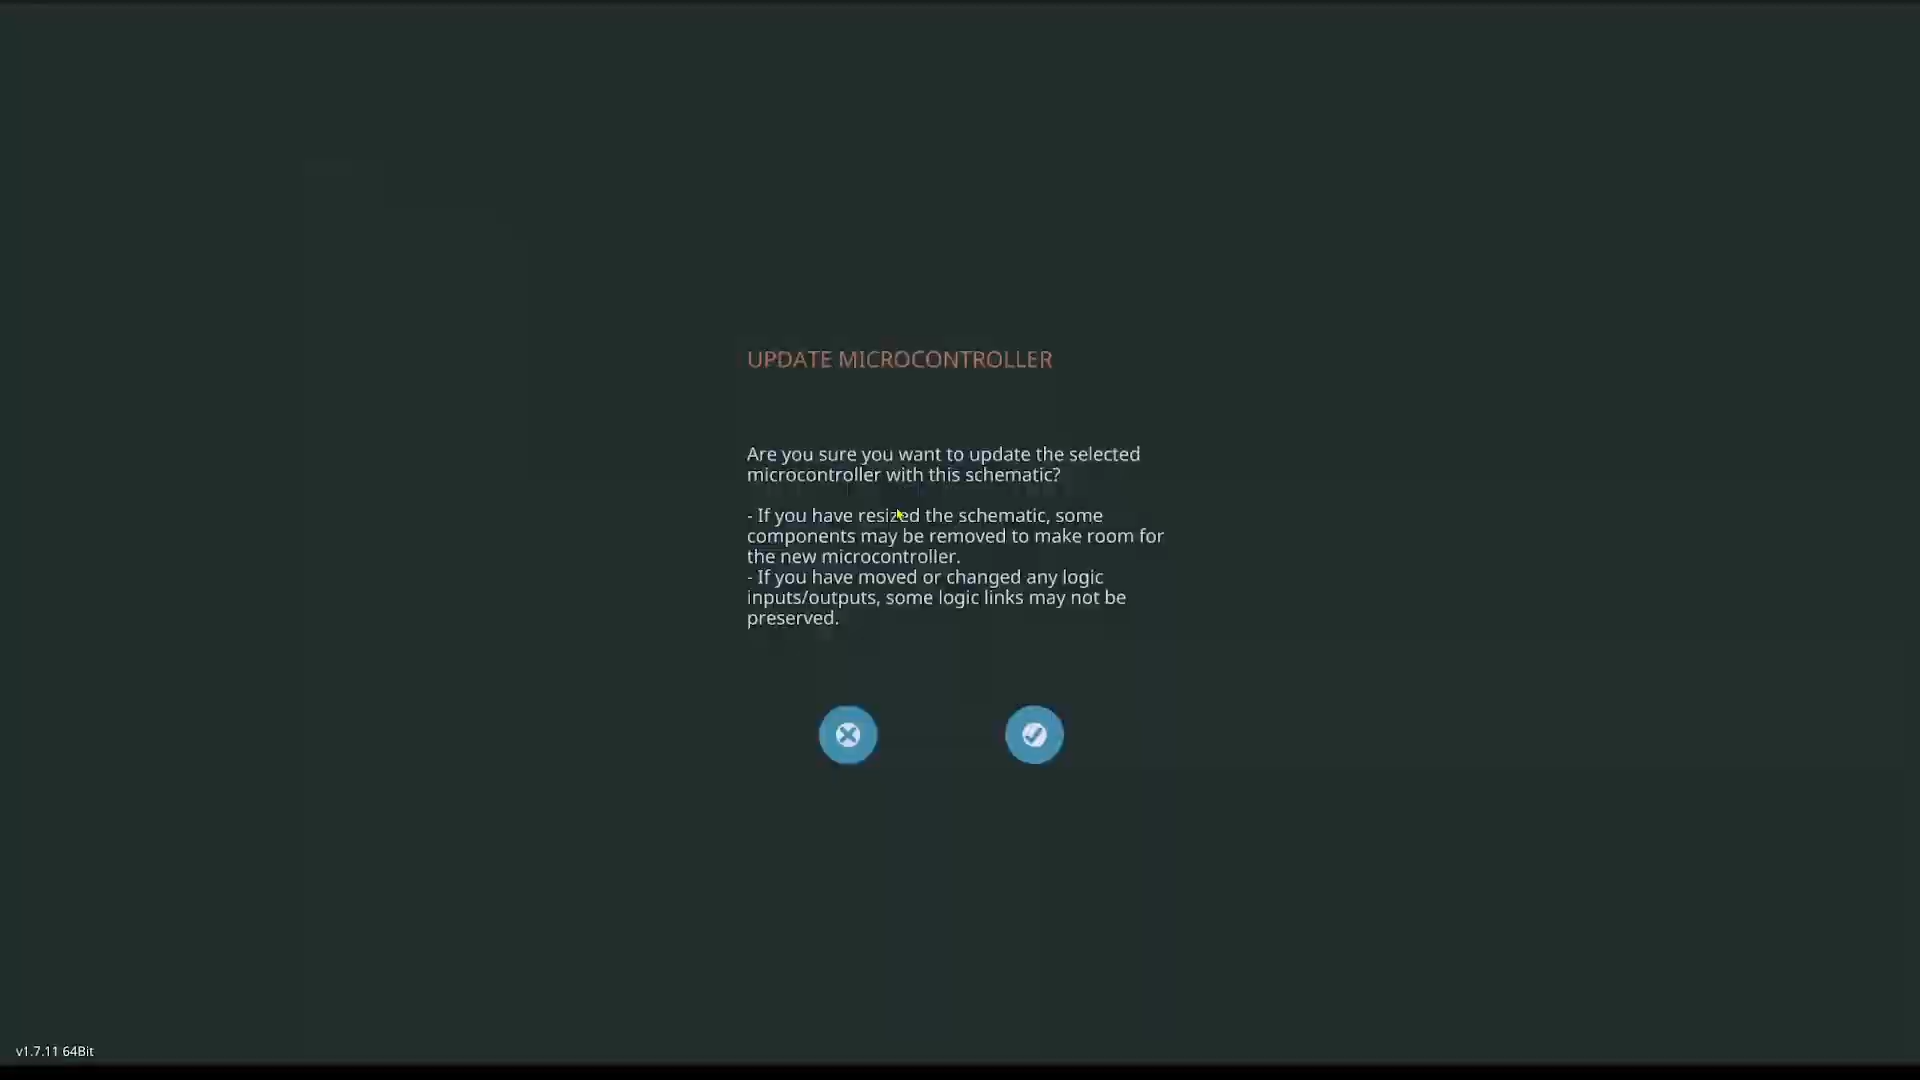 UPDATE MICROCONTROLLER
Are you sure you want to update the selected
microcontroller with this schematic?
- If you have resized the schematic, some
components may be removed to make room for
the new microcontroller.
- If you have moved or changed any logic
inputs/outputs, some logic links may not be
preserved.
v1.7.11 64Bit